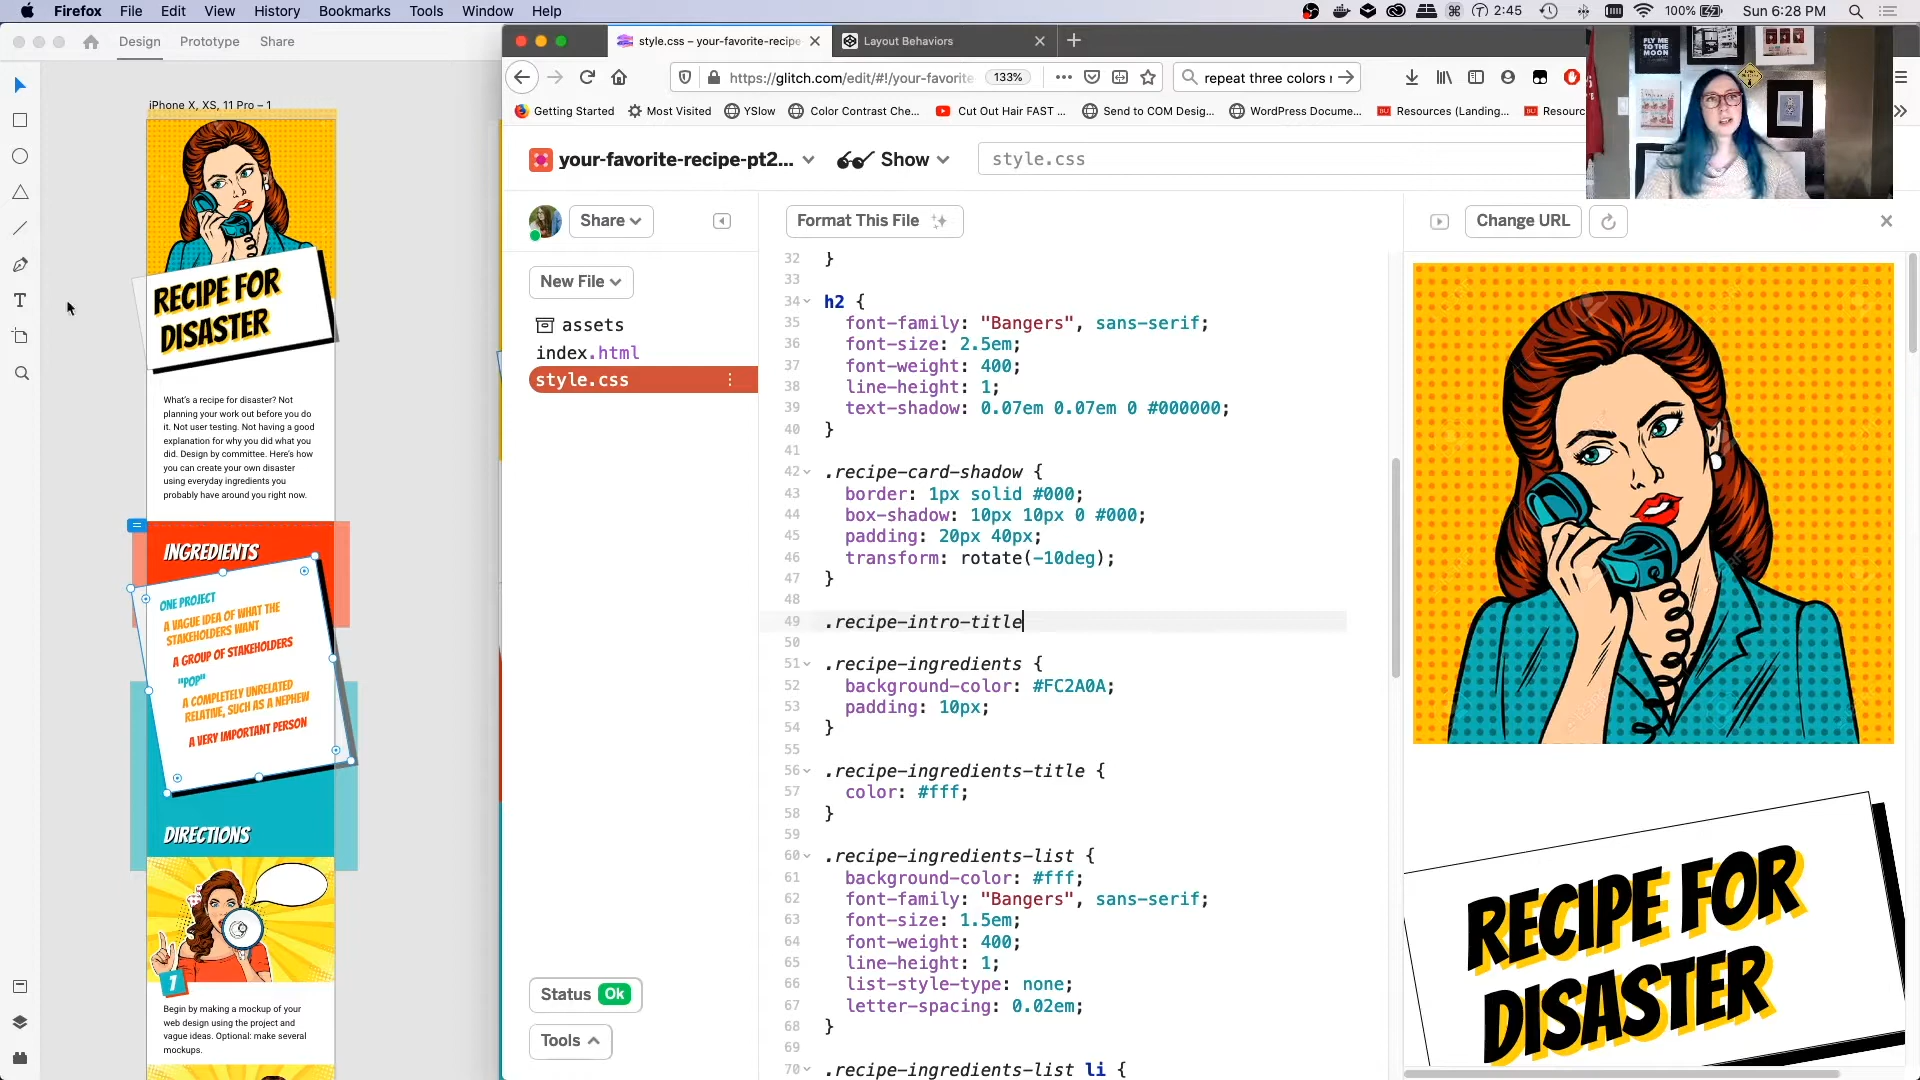 Firefox File Edit View History Bookmarks Tools Window Help
2:45 100% Sun 6:28 PM
Design Prototype Share
style.css – your-favorite-recipe-
Layout Behaviors
https://glitch.com/edit/#!/your-favorite
133%
repeat three colors
Getting Started Most Visited YSlow Color Contrast Che... Cut Out Hair FAST ... Send to COM (Desig... WordPress Docume... Resources (Landing... Resourc
FLY ME TO THE MOON
iPhone X, XS, 11 Pro – 1
RECIPE FOR
DISASTER
What's a recipe for disaster? Not
planning your work out before you do
it. Not user testing. Not having a good
explanation for why you did what you
did. Design by committee. Here's how
you can create your own disaster
using everyday ingredients you
probably have around you right now.
INGREDIENTS
ONE PROJECT
A VAGUE IDEA OF WHAT THE
STAKEHOLDERS WANT
A GROUP OF STAKEHOLDERS
"POP"
A COMPLETELY UNRELATED
RELATIVE, SUCH AS A NEPHEW
A VERY IMPORTANT PERSON
DIRECTIONS
1
Begin by making a mockup of your
web design using the project and
vague ideas. Optional: make several
mockups.
your-favorite-recipe-pt2...
Show
style.css
Share
New File
assets
index.html
style.css
Status Ok
Tools
Format This File
32 }
33
34 h2 {
35 font-family: "Bangers", sans-serif;
36 font-size: 2.5em;
37 font-weight: 400;
38 line-height: 1;
39 text-shadow: 0.07em 0.07em 0 #000000;
40 }
41
42 .recipe-card-shadow {
43 border: 1px solid #000;
44 box-shadow: 10px 10px 0 #000;
45 padding: 20px 40px;
46 transform: rotate(-10deg);
47 }
48
49 .recipe-intro-title
50
51 .recipe-ingredients {
52 background-color: #FC2A0A;
53 padding: 10px;
54 }
55
56 .recipe-ingredients-title {
57 color: #fff;
58 }
59
60 .recipe-ingredients-list {
61 background-color: #fff;
62 font-family: "Bangers", sans-serif;
63 font-size: 1.5em;
64 font-weight: 400;
65 line-height: 1;
66 list-style-type: none;
67 letter-spacing: 0.02em;
68 }
69
70 .recipe-ingredients-list li {
Change URL
RECIPE FOR
DISASTER